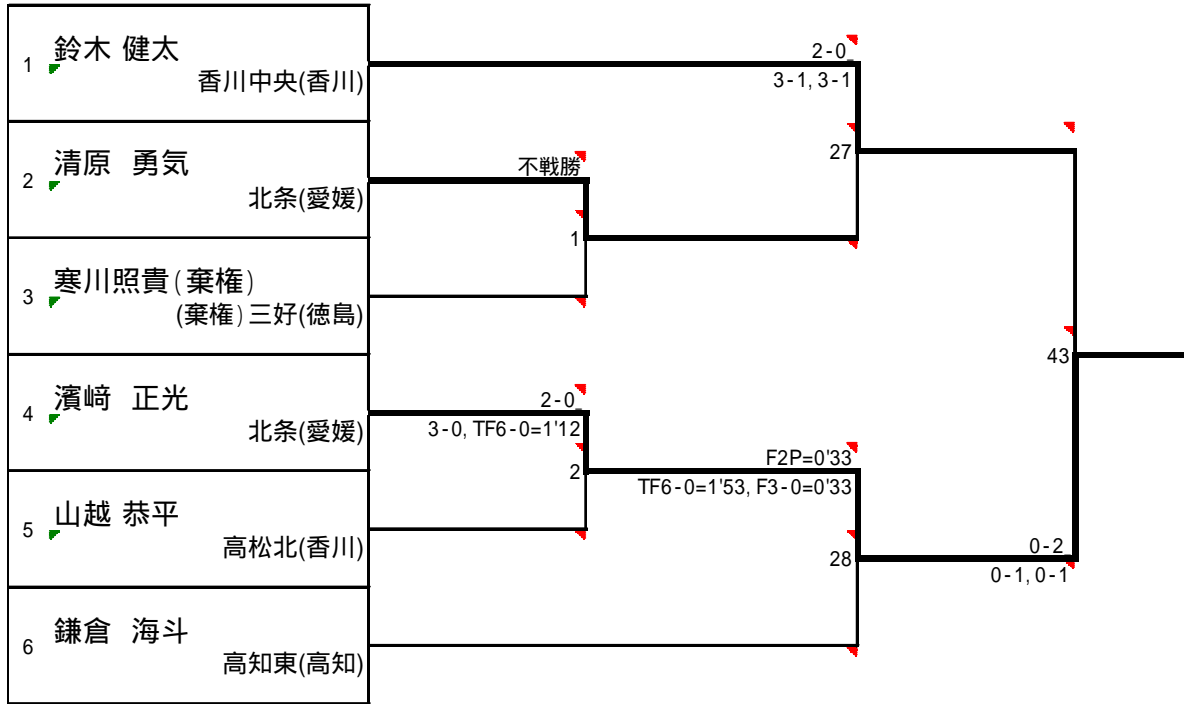 1
鈴木 健太
香川中央(香川)
2
清原 勇気
北条(愛媛)
3
寒川照貴(棄権)
(棄権)三好(徳島)
4
濱﨑 正光
北条(愛媛)
5
山越 恭平
高松北(香川)
6
鎌倉 海斗
高知東(高知)
不戦勝
1
2-0
3-0, TF6-0=1'12
2
2-0
3-1, 3-1
27
F2P=0'33
TF6-0=1'53, F3-0=0'33
28
43
0-2
0-1, 0-1